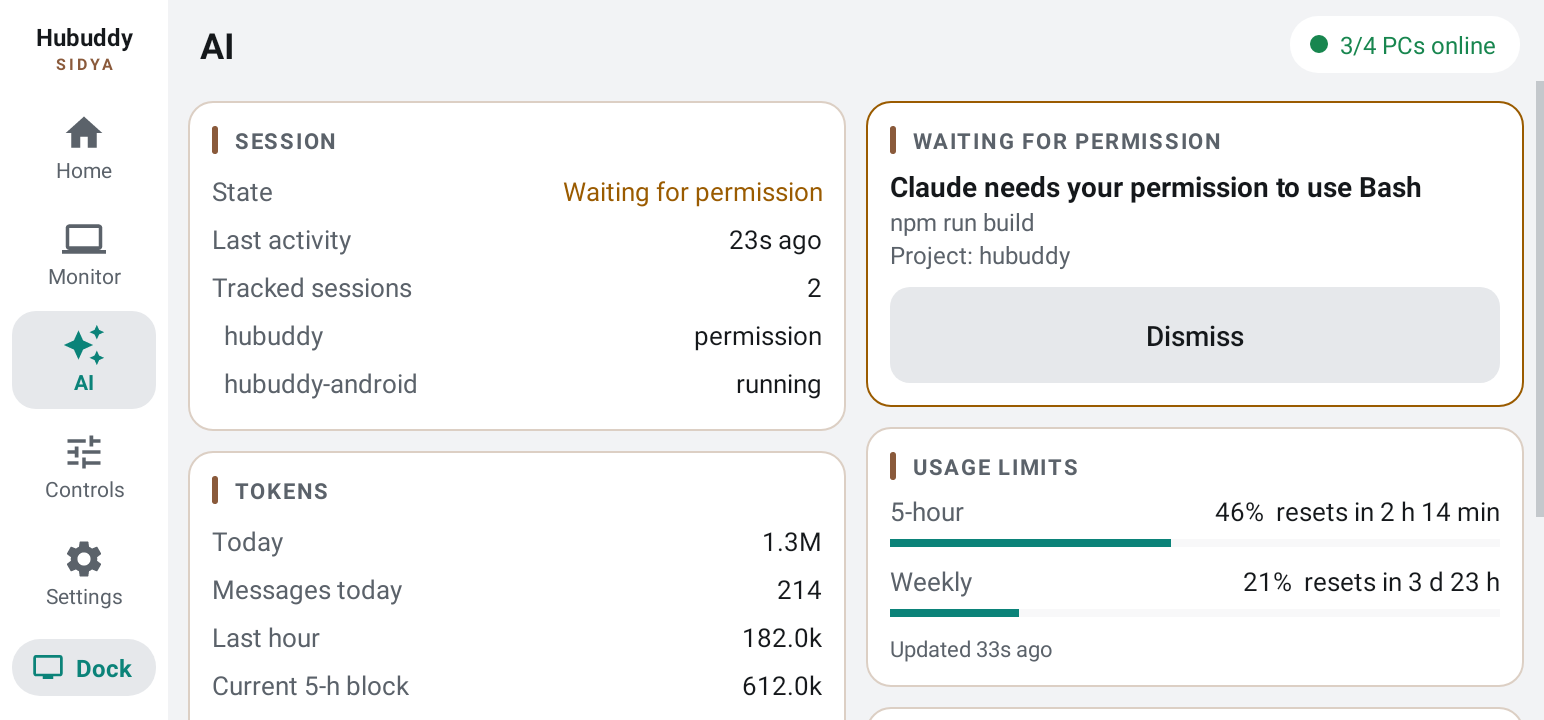 Hubuddy
SIDYA
Home
Monitor
AI
Controls
Settings
Dock
AI
3/4 PCs online
SESSION
State Waiting for permission
Last activity 23s ago
Tracked sessions 2
hubuddy permission
hubuddy-android running
TOKENS
Today 1.3M
Messages today 214
Last hour 182.0k
Current 5-h block 612.0k
WAITING FOR PERMISSION
Claude needs your permission to use Bash
npm run build
Project: hubuddy
Dismiss
USAGE LIMITS
5-hour 46% resets in 2 h 14 min
Weekly 21% resets in 3 d 23 h
Updated 33s ago